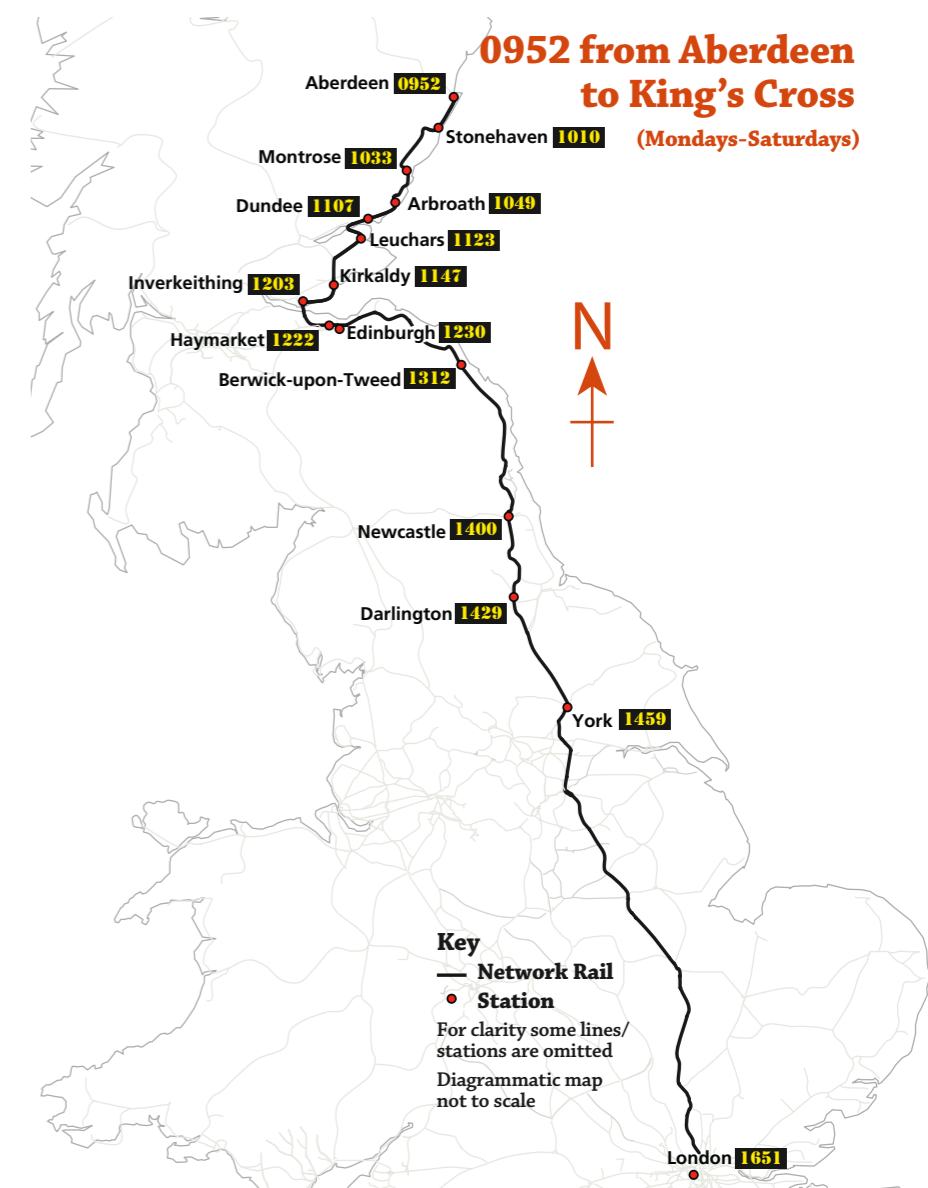 0952 from Aberdeen
to King's Cross
(Mondays-Saturdays)
Aberdeen 0952
Stonehaven 1010
Montrose 1033
Arbroath 1049
Dundee 1107
Leuchars 1123
Kirkaldy 1147
Inverkeithing 1203
Haymarket 1222
Edinburgh 1230
Berwick-upon-Tweed 1312
N
Newcastle 1400
Darlington 1429
York 1459
Key
Network Rail
Station
For clarity some lines/
stations are omitted
Diagrammatic map
not to scale
London 1651